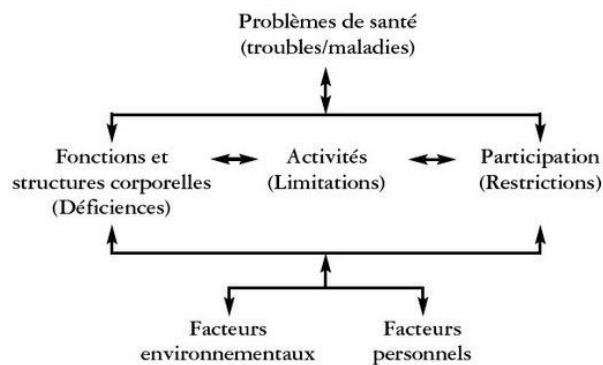 Problèmes de santé
(troubles/maladies)
Fonctions et
structures corporelles
(Déficiences)
Activités
(Limitations)
Participation
(Restrictions)
Facteurs
environnementaux
Facteurs
personnels